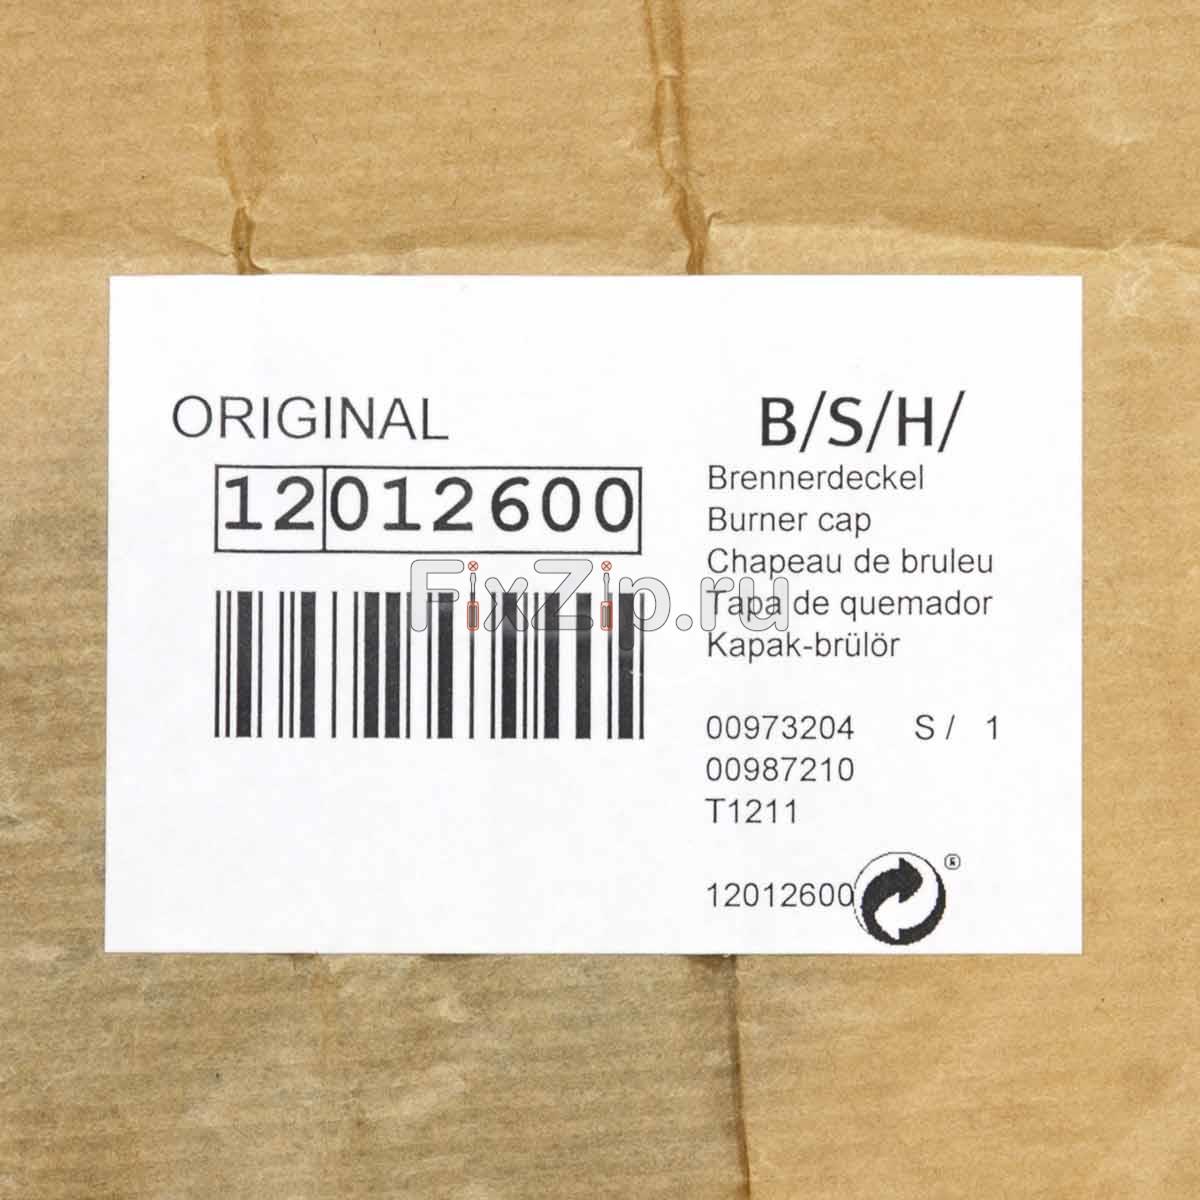 ORIGINAL
12012600
B/S/H/
Brennerdeckel
Burner cap
Chapeau de bruleu
Tapa de quemador
Kapak-brülör
FixZip.ru
00973204 S / 1
00987210
T1211
12012600